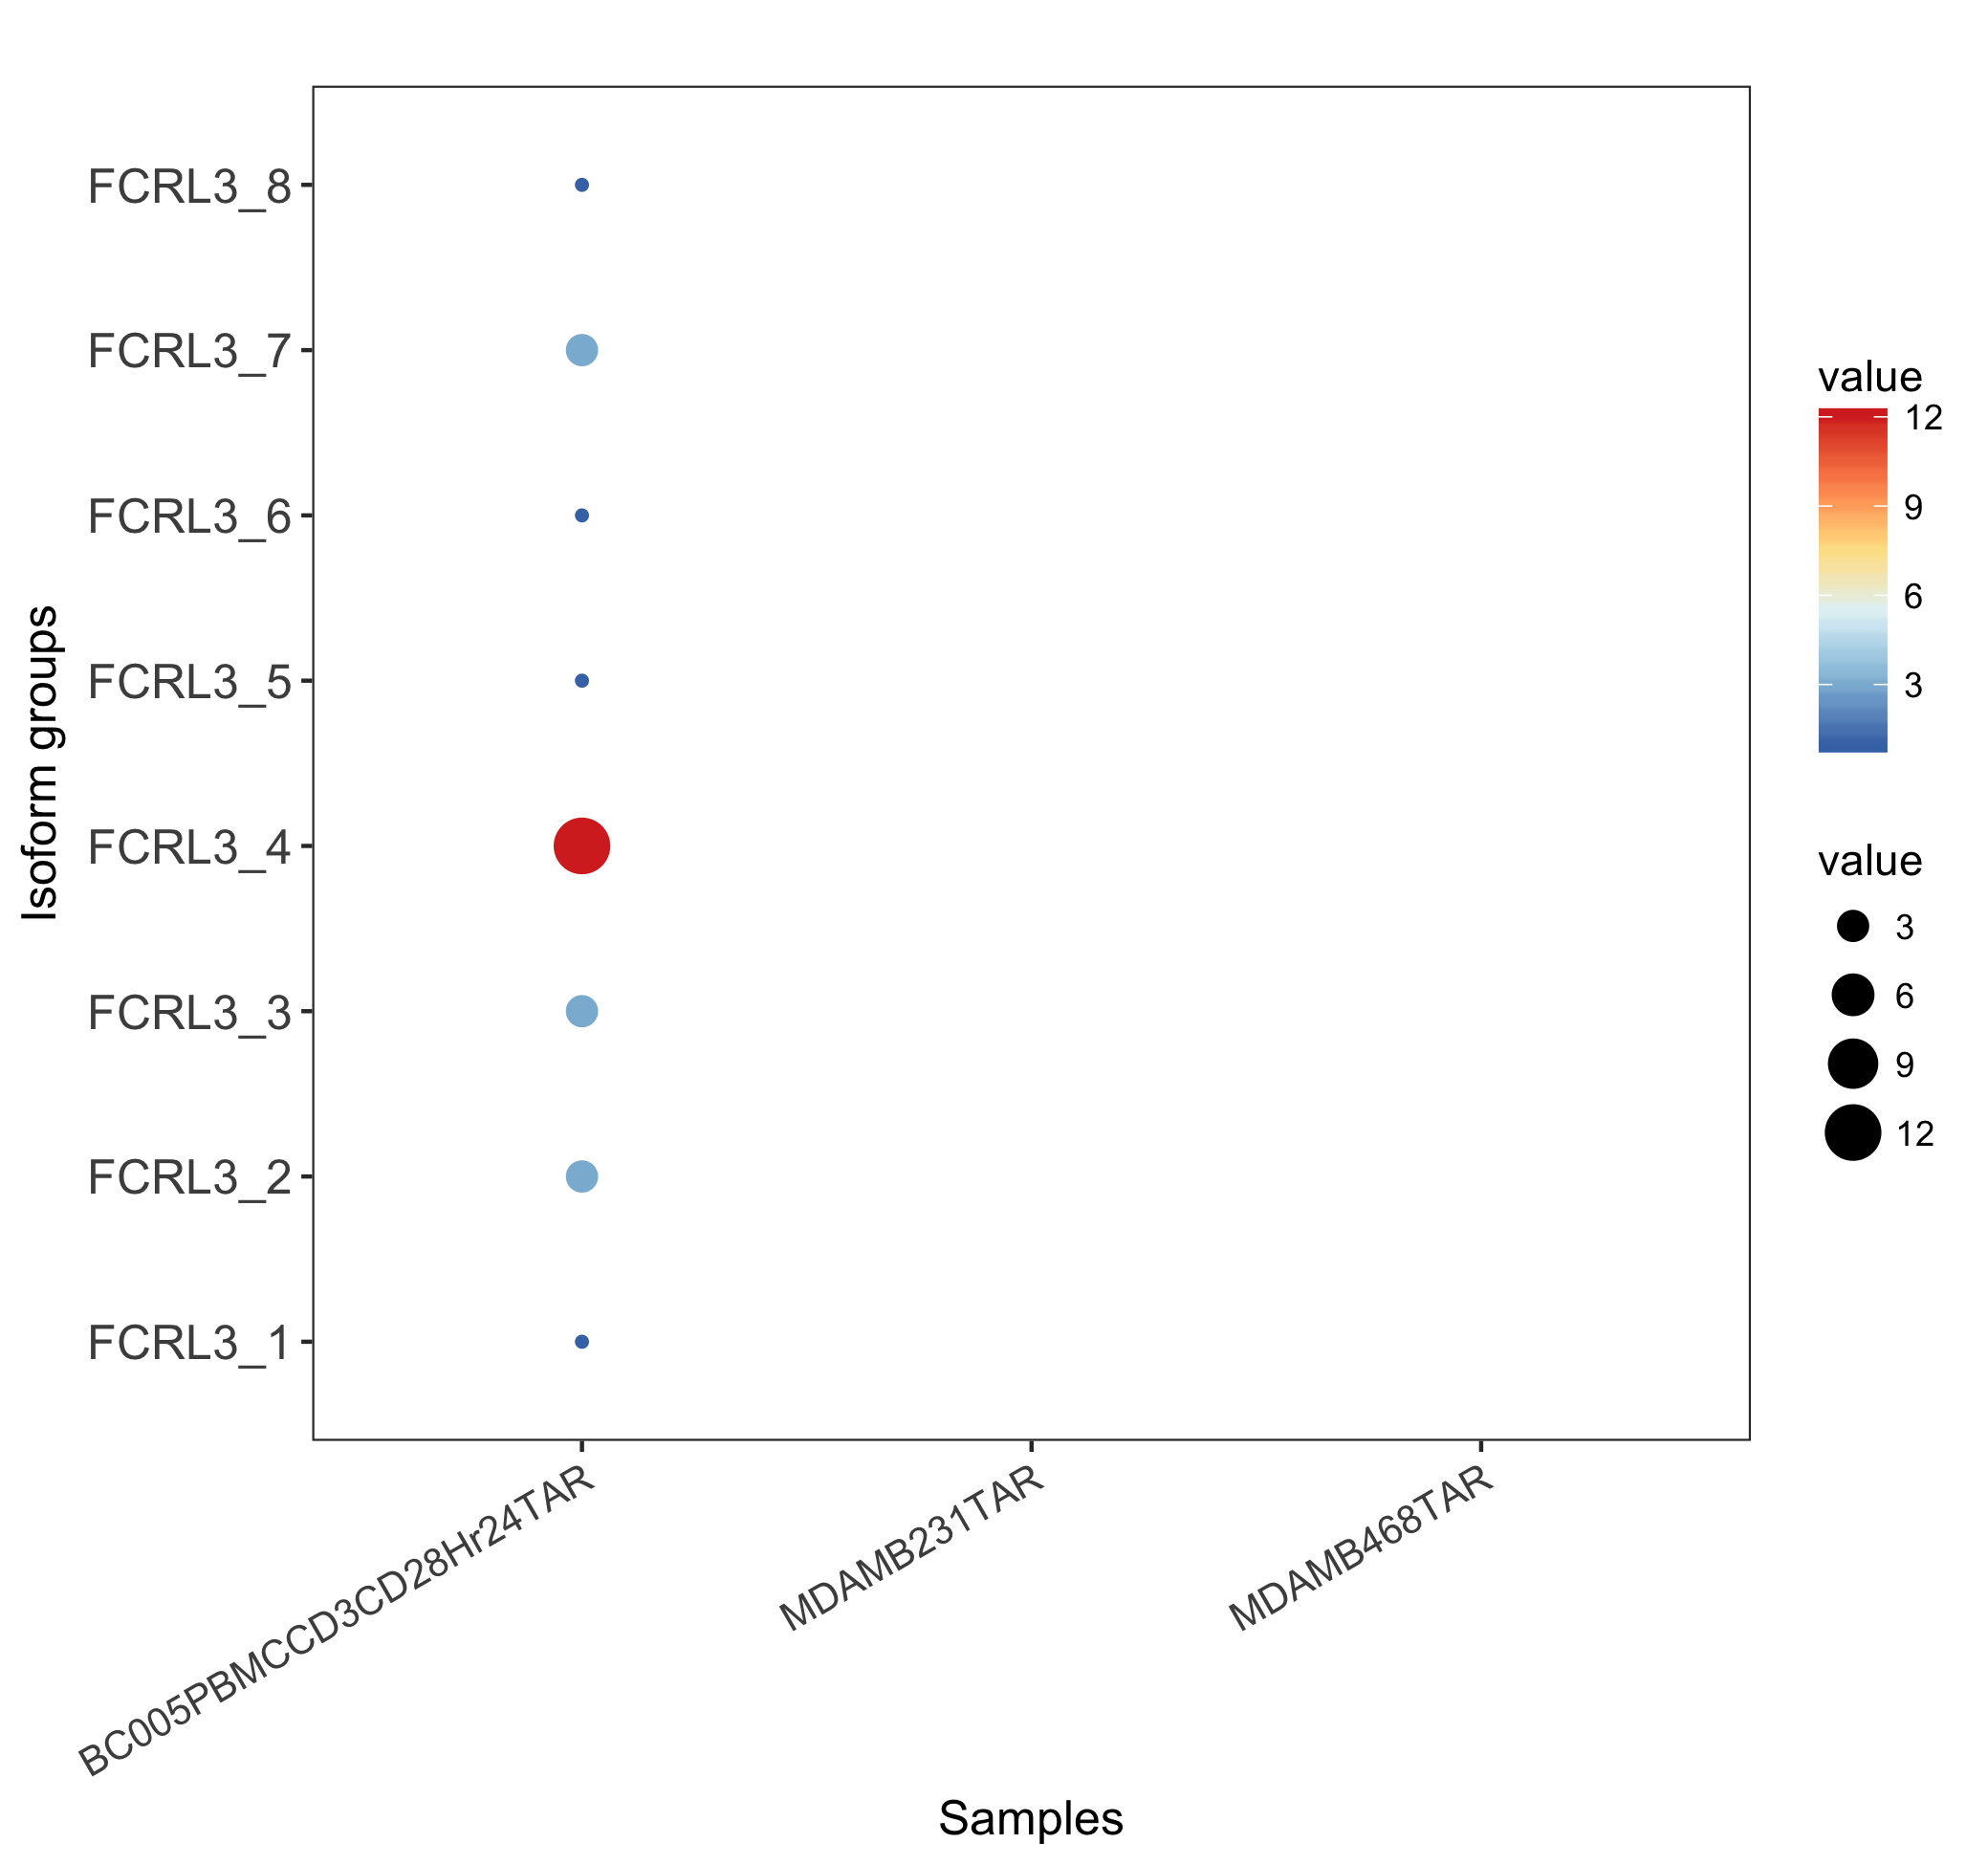 FCRL3_8
FCRL3_7
FCRL3_6
FCRL3_5
FCRL3_4
FCRL3_3
FCRL3_2
FCRL3_1
Isoform groups
BC005PBMCCD3CD28Hr24TAR
MDAMB231TAR
MDAMB468TAR
Samples
value
12
9
6
3
value
3
6
9
12